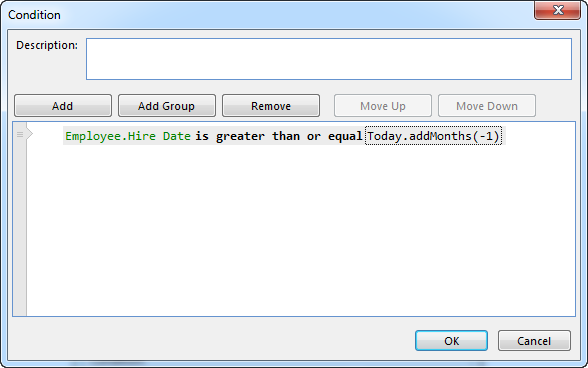 Condition
Description:
Add Add Group Remove Move Up Move Down
Employee.Hire Date is greater than or equal Today.addMonths(-1)
OK Cancel